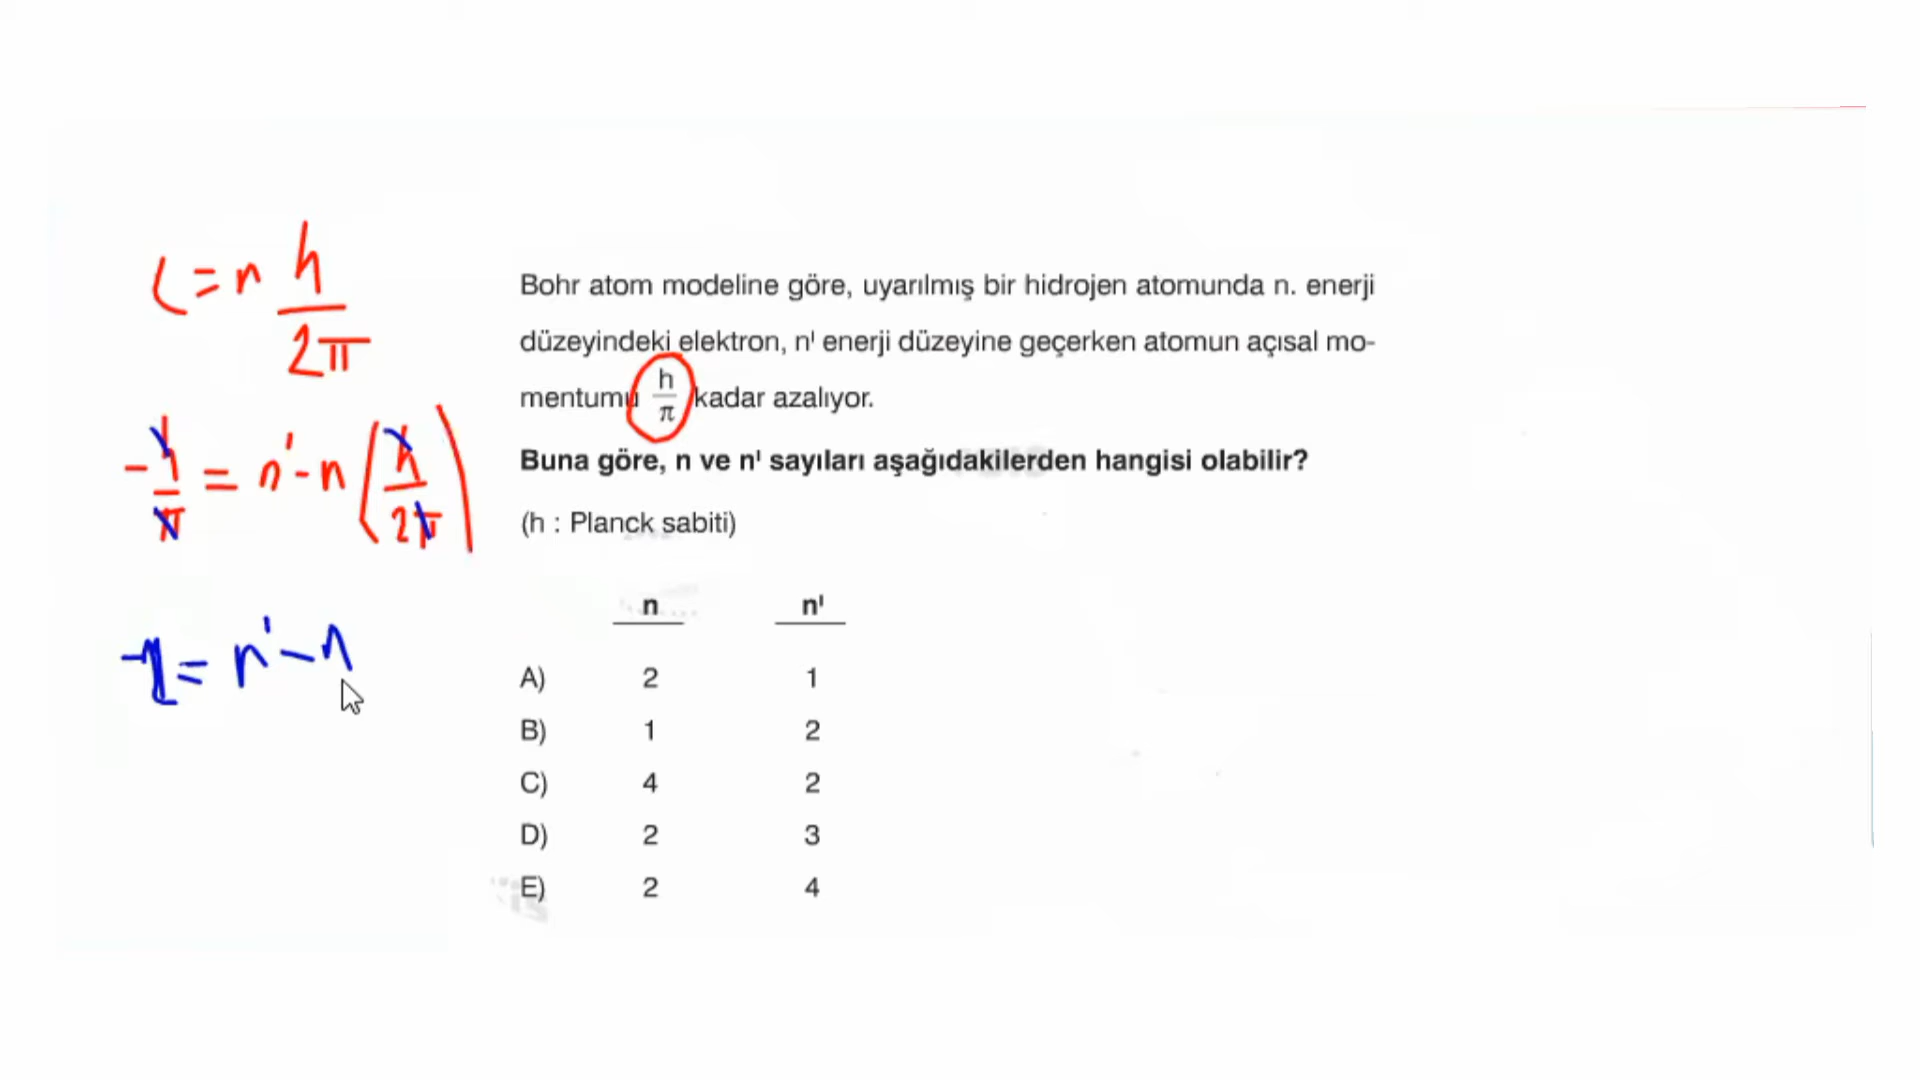 L = n h / 2π
- h / π = n' - n ( h / 2π )
-2 = n' - n
Bohr atom modeline göre, uyarılmış bir hidrojen atomunda n. enerji
düzeyindeki elektron, n' enerji düzeyine geçerken atomun açısal mo-
mentumu h/π kadar azalıyor.
Buna göre, n ve n' sayıları aşağıdakilerden hangisi olabilir?
(h : Planck sabiti)
n n'
A) 2 1
B) 1 2
C) 4 2
D) 2 3
E) 2 4